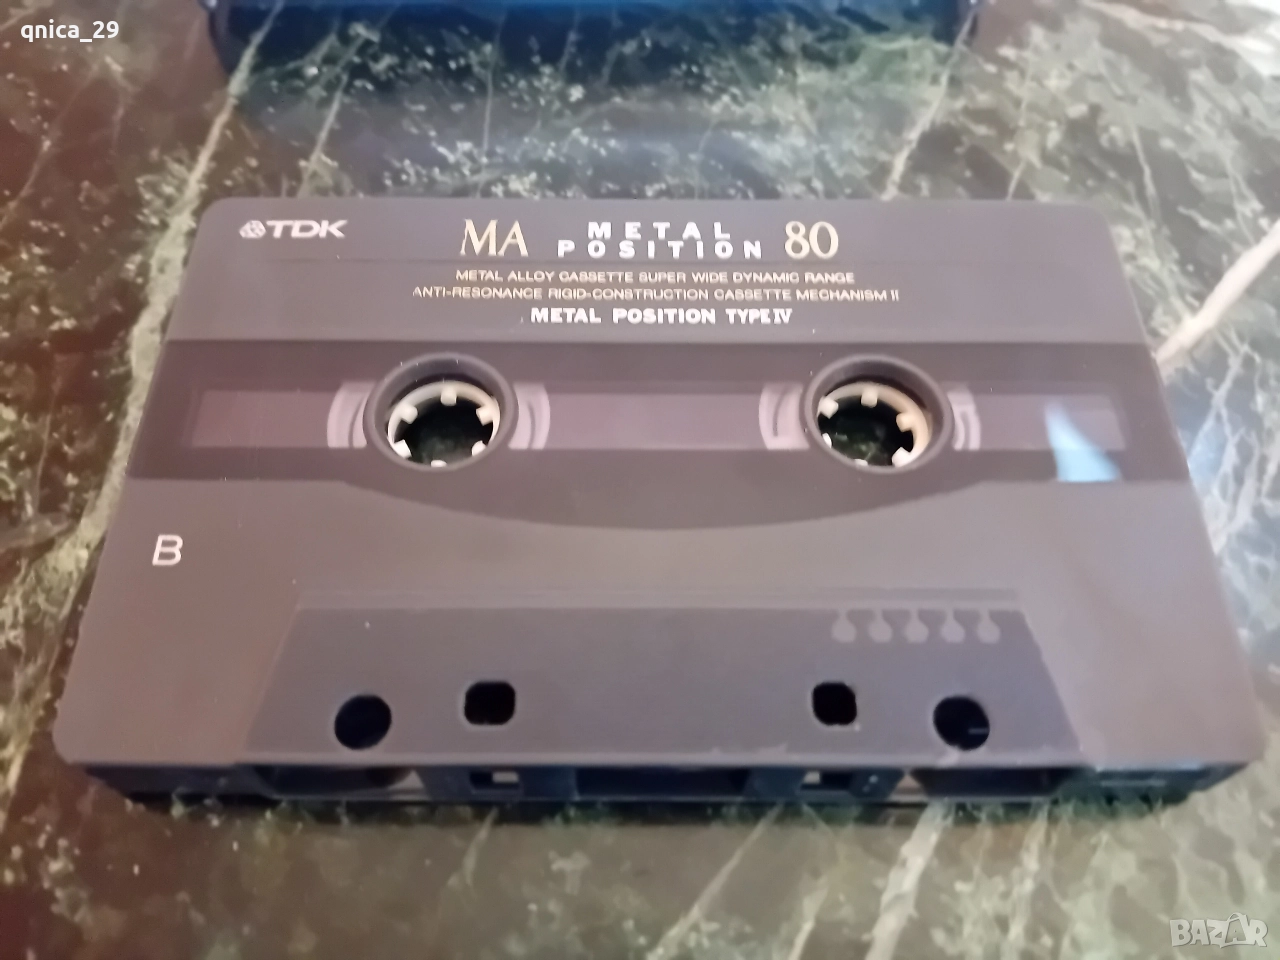 qnica_29
TDK MA METAL POSITION 80
METAL ALLOY CASSETTE SUPER WIDE DYNAMIC RANGE
ANTI-RESONANCE RIGID-CONSTRUCTION CASSETTE MECHANISM II
METAL POSITION TYPE IV
B
BAZAR